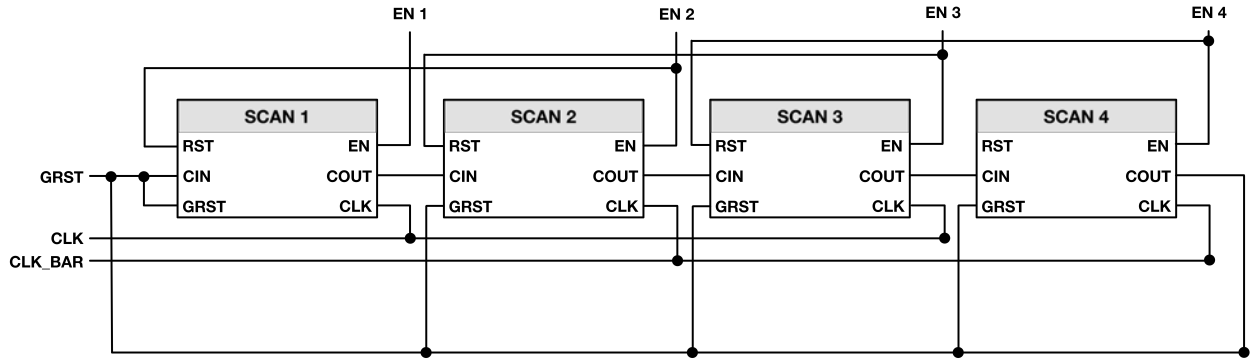 EN 1
EN 2
EN 3
EN 4
SCAN 1
SCAN 2
SCAN 3
SCAN 4
RST
EN
RST
EN
RST
EN
RST
EN
GRST
CIN
COUT
CIN
COUT
CIN
COUT
CIN
COUT
GRST
CLK
GRST
CLK
GRST
CLK
GRST
CLK
CLK
CLK_BAR